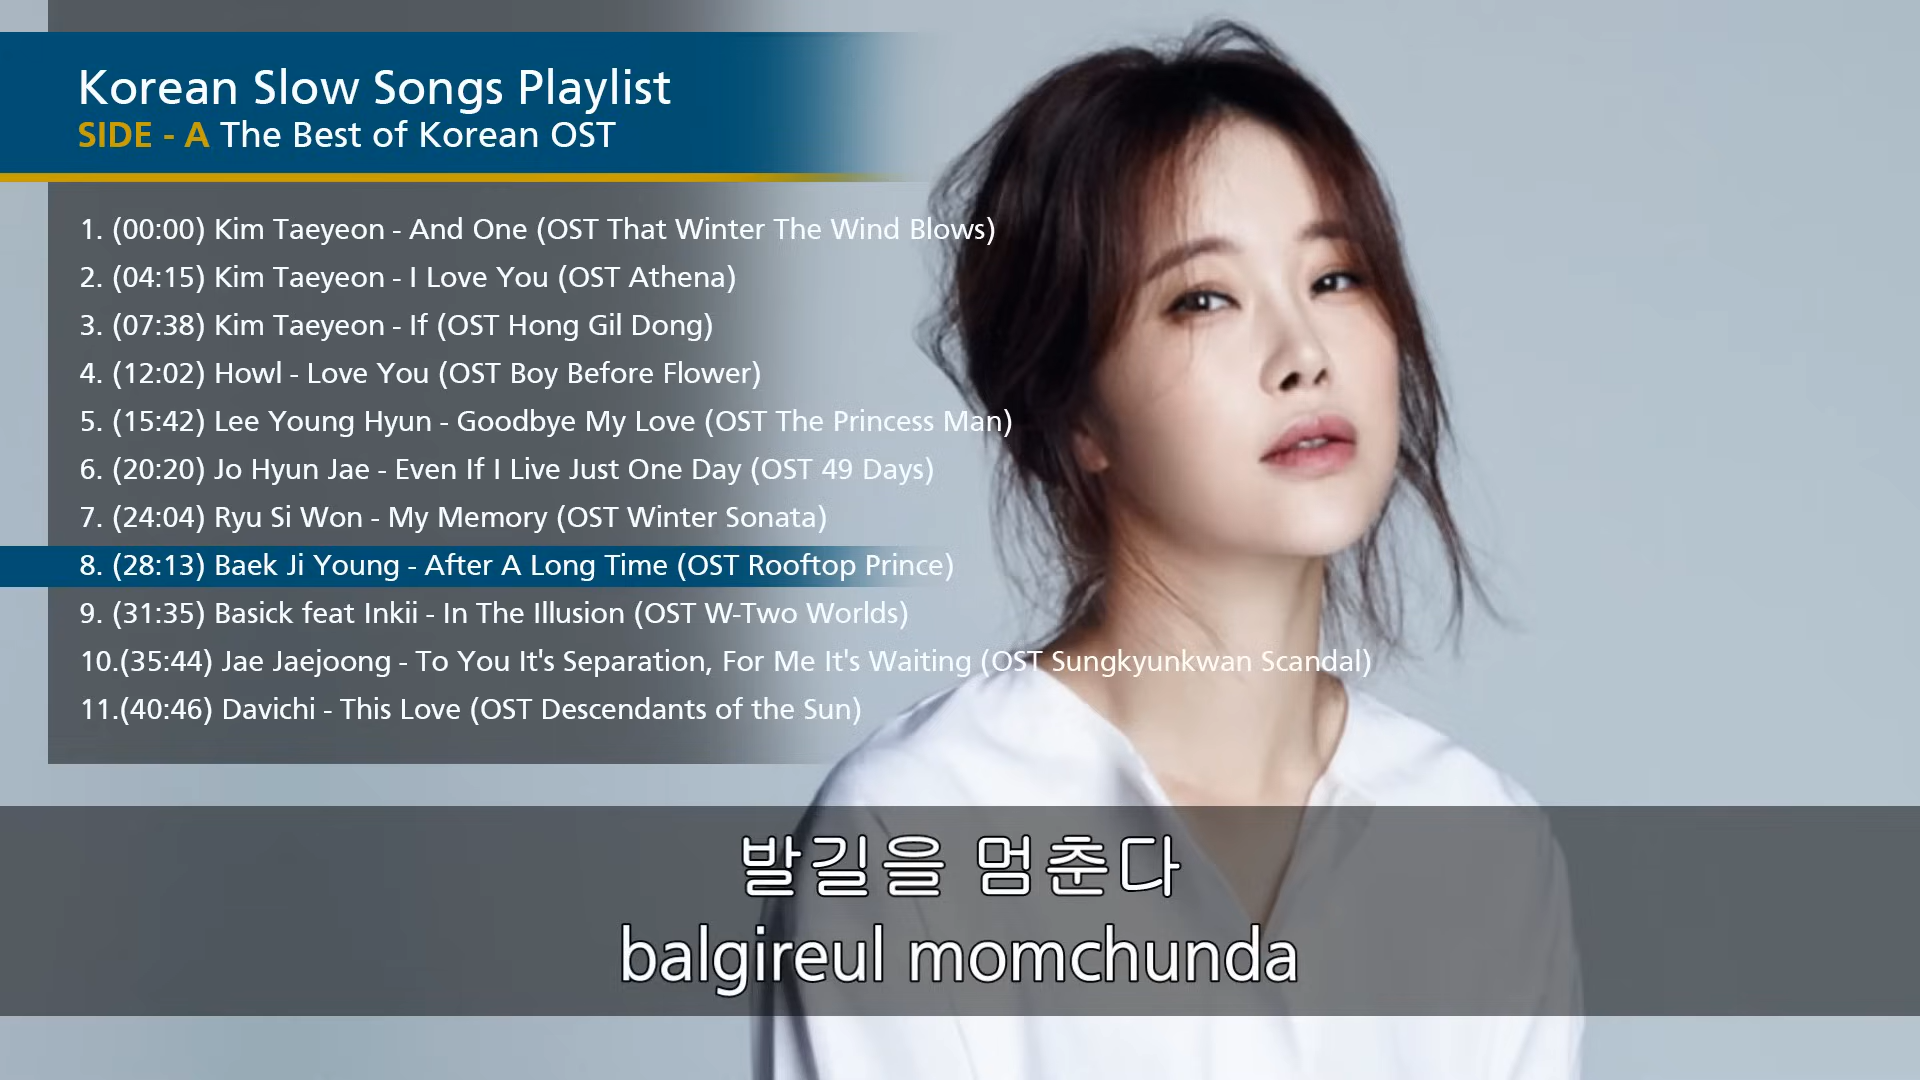 Korean Slow Songs Playlist
SIDE - A The Best of Korean OST
1. (00:00) Kim Taeyeon - And One (OST That Winter The Wind Blows)
2. (04:15) Kim Taeyeon - I Love You (OST Athena)
3. (07:38) Kim Taeyeon - If (OST Hong Gil Dong)
4. (12:02) Howl - Love You (OST Boy Before Flower)
5. (15:42) Lee Young Hyun - Goodbye My Love (OST The Princess Man)
6. (20:20) Jo Hyun Jae - Even If I Live Just One Day (OST 49 Days)
7. (24:04) Ryu Si Won - My Memory (OST Winter Sonata)
8. (28:13) Baek Ji Young - After A Long Time (OST Rooftop Prince)
9. (31:35) Basick feat Inkii - In The Illusion (OST W-Two Worlds)
10.(35:44) Jae Jaejoong - To You It's Separation, For Me It's Waiting (OST Sungkyunkwan Scandal)
11.(40:46) Davichi - This Love (OST Descendants of the Sun)
발길을 멈춘다
balgireul momchunda